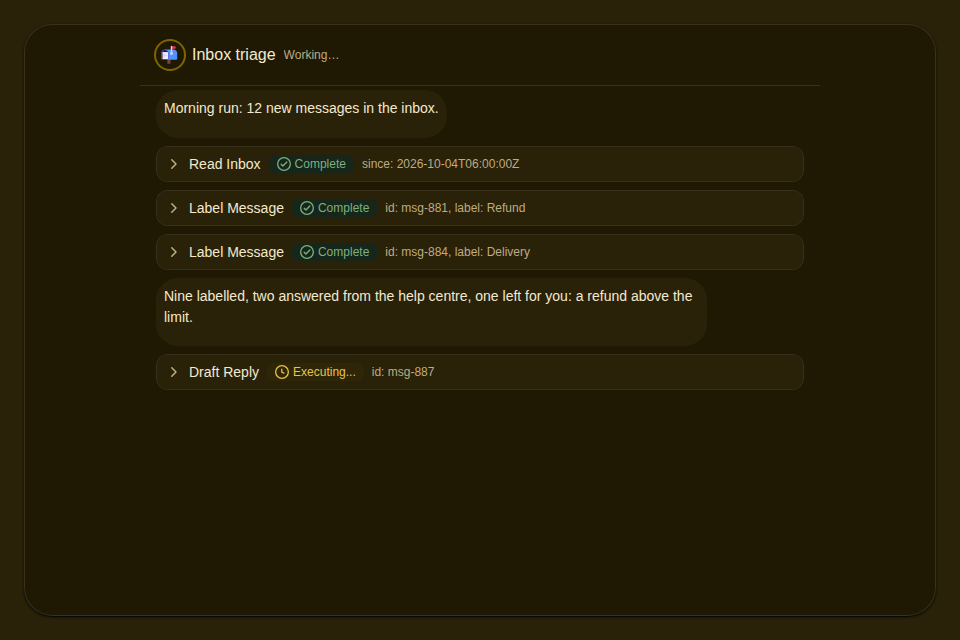 Inbox triage Working…
Morning run: 12 new messages in the inbox.
Read Inbox Complete since: 2026-10-04T06:00:00Z
Label Message Complete id: msg-881, label: Refund
Label Message Complete id: msg-884, label: Delivery
Nine labelled, two answered from the help centre, one left for you: a refund above the
limit.
Draft Reply Executing... id: msg-887